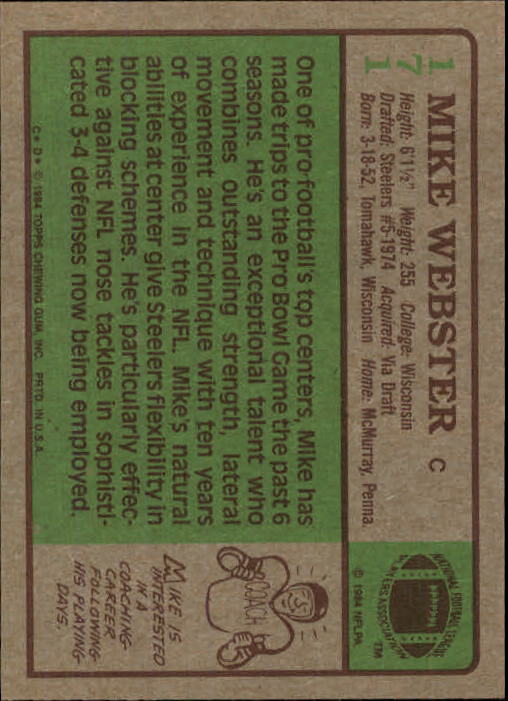 171
MIKE WEBSTER C
Height: 6'1½" Weight: 255 College: Wisconsin
Drafted: Steelers #5-1974 Acquired: Via Draft
Born: 3-18-52, Tomahawk, Wisconsin Home: McMurray, Penna.
NATIONAL FOOTBALL LEAGUE
PLAYERS ASSOCIATION
TM
© 1984 NFLPA
One of pro football's top centers, Mike has
made trips to the Pro Bowl Game the past 6
seasons. He's an exceptional talent who
combines outstanding strength, lateral
movement and technique with ten years
of experience in the NFL. Mike's natural
abilities at center give Steelers flexibility in
blocking schemes. He's particularly effec-
tive against NFL nose tackles in sophisti-
cated 3-4 defenses now being employed.
COACH
MIKE IS
INTERESTED
IN A
COACHING
CAREER
FOLLOWING
HIS PLAYING
DAYS.
C* D* © 1984 TOPPS CHEWING GUM, INC. PRTD. IN U.S.A.